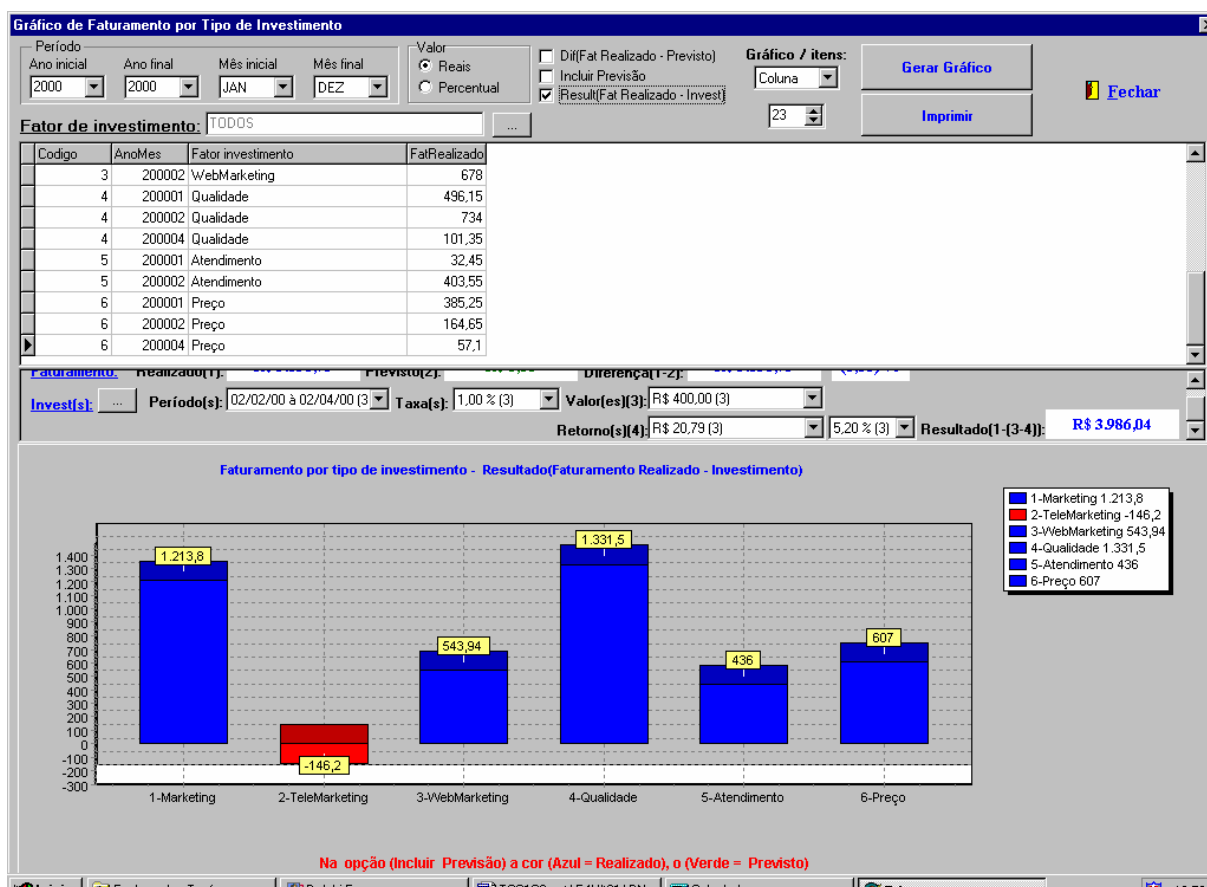 Gráfico de Faturamento por Tipo de Investimento
Período
Ano inicial Ano final Mês inicial Mês final
2000 2000 JAN DEZ
Valor
Reais
Percentual
Dif(Fat Realizado - Previsto)
Incluir Previsão
Result(Fat Realizado - Invest)
Gráfico / itens:
Coluna
23
Gerar Gráfico
Imprimir
Fechar
Fator de investimento: TODOS ...
Codigo AnoMes Fator investimento FatRealizado
3 200002 WebMarketing 678
4 200001 Qualidade 496,15
4 200002 Qualidade 734
4 200004 Qualidade 101,35
5 200001 Atendimento 32,45
5 200002 Atendimento 403,55
6 200001 Preço 385,25
6 200002 Preço 164,65
6 200004 Preço 57,1
Faturamento: Realizado(1): Previsto(2): Diferença(1-2):
Invest(s): ... Período(s): 02/02/00 à 02/04/00 (3 Taxa(s): 1,00 % (3) Valor(es)(3): R$ 400,00 (3)
Retorno(s)(4): R$ 20,79 (3) 5,20 % (3) Resultado(1-(3-4)): R$ 3.986,04
Faturamento por tipo de investimento - Resultado(Faturamento Realizado - Investimento)
1-Marketing 1.213,8
2-TeleMarketing -146,2
3-WebMarketing 543,94
4-Qualidade 1.331,5
5-Atendimento 436
6-Preço 607
1.400
1.300
1.200
1.100
1.000
900
800
700
600
500
400
300
200
100
0
-100
-200
-300
1.213,8
-146,2
543,94
1.331,5
436
607
1-Marketing 2-TeleMarketing 3-WebMarketing 4-Qualidade 5-Atendimento 6-Preço
Na opção (Incluir Previsão) a cor (Azul = Realizado), o (Verde = Previsto)